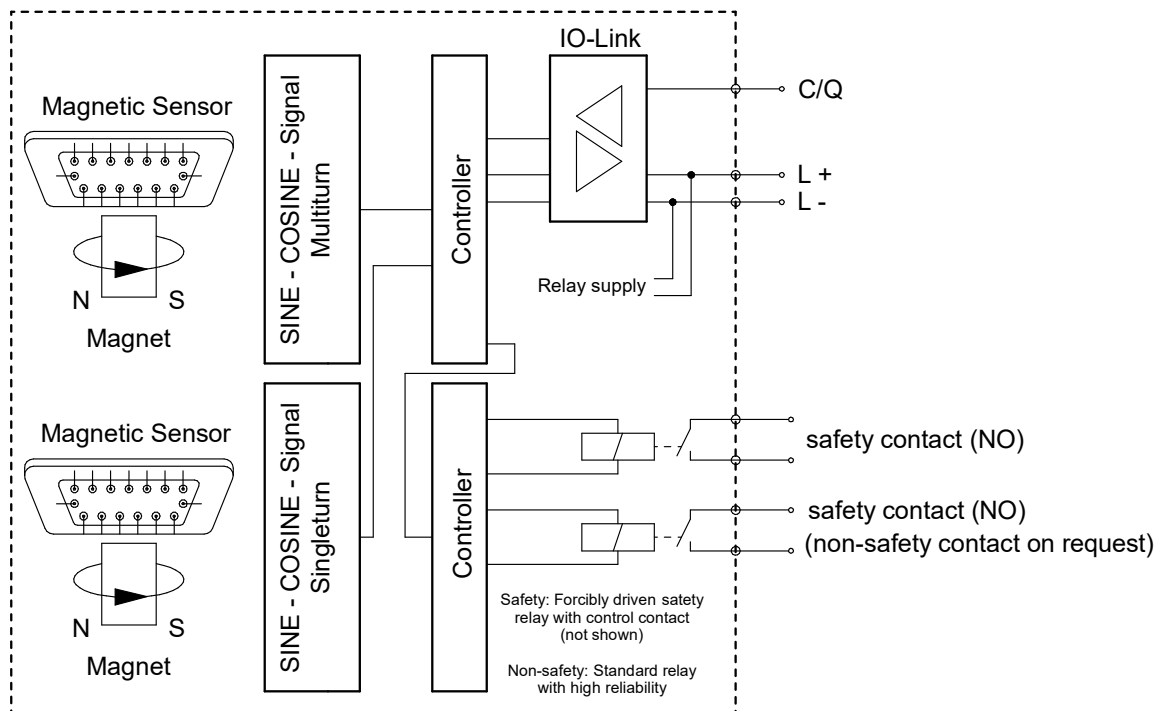 IO-Link
C/Q
Magnetic Sensor
L +
L -
SINE - COSINE - Signal
Multiturn
Controller
Relay supply
N
S
Magnet
Magnetic Sensor
SINE - COSINE - Signal
Singleturn
Controller
safety contact (NO)
safety contact (NO)
(non-safety contact on request)
Safety: Forcibly driven satety
relay with control contact
(not shown)
N
S
Magnet
Non-safety: Standard relay
with high reliability